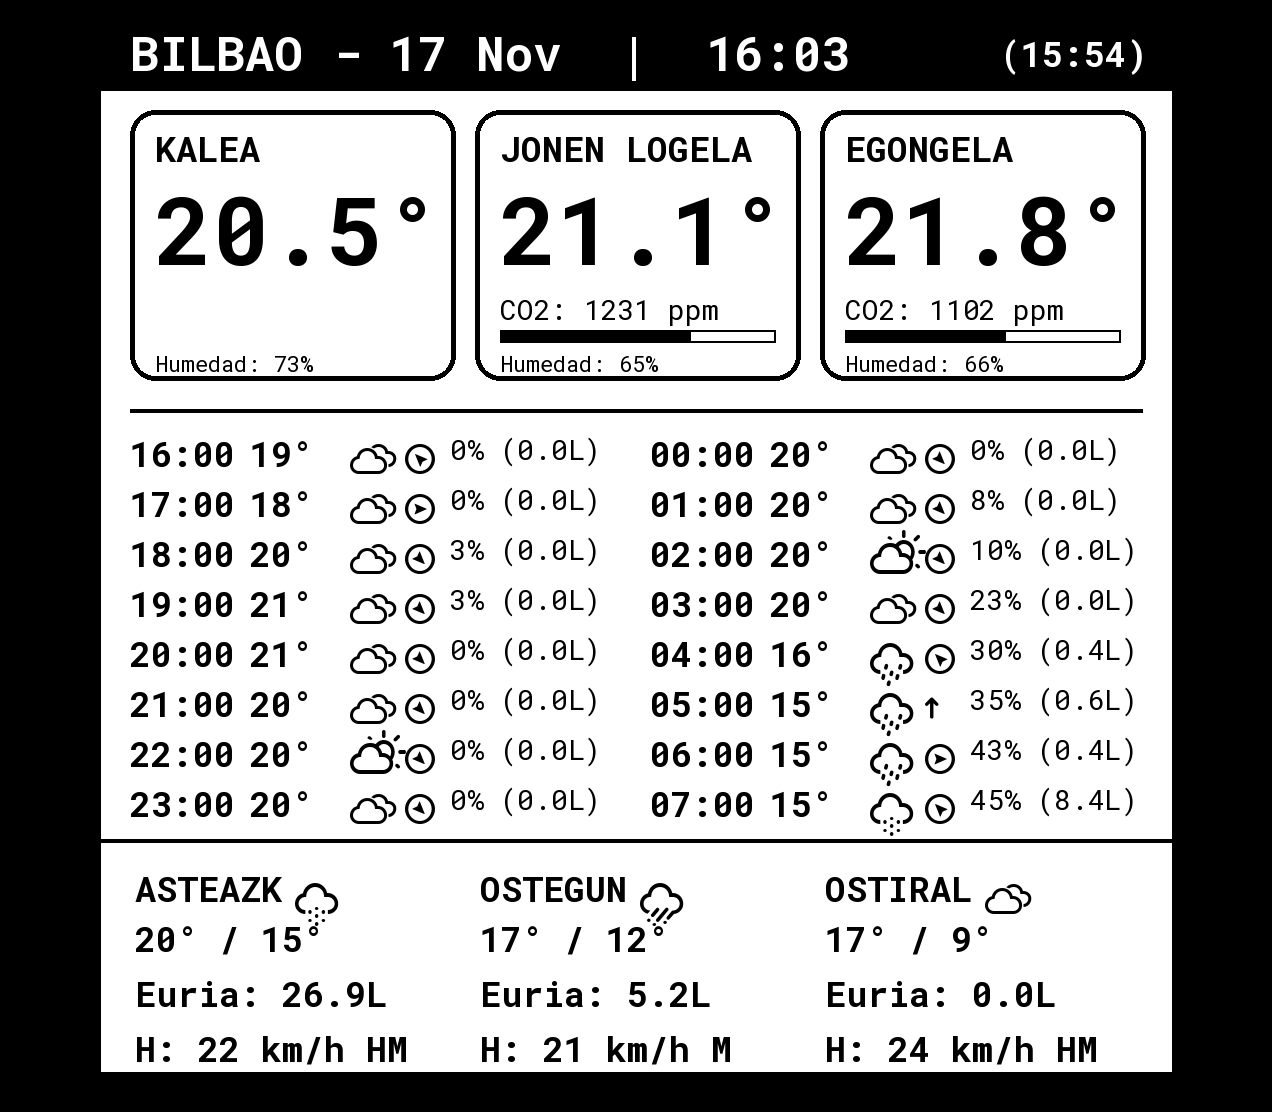 BILBAO - 17 Nov | 16:03 (15:54)
KALEA
20.5°
Humedad: 73%
JONEN LOGELA
21.1°
CO2: 1231 ppm
Humedad: 65%
EGONGELA
21.8°
CO2: 1102 ppm
Humedad: 66%
16:00 19° 0% (0.0L)
17:00 18° 0% (0.0L)
18:00 20° 3% (0.0L)
19:00 21° 3% (0.0L)
20:00 21° 0% (0.0L)
21:00 20° 0% (0.0L)
22:00 20° 0% (0.0L)
23:00 20° 0% (0.0L)
00:00 20° 0% (0.0L)
01:00 20° 8% (0.0L)
02:00 20° 10% (0.0L)
03:00 20° 23% (0.0L)
04:00 16° 30% (0.4L)
05:00 15° 35% (0.6L)
06:00 15° 43% (0.4L)
07:00 15° 45% (8.4L)
ASTEAZK
20° / 15°
Euria: 26.9L
H: 22 km/h HM
OSTEGUN
17° / 12°
Euria: 5.2L
H: 21 km/h M
OSTIRAL
17° / 9°
Euria: 0.0L
H: 24 km/h HM